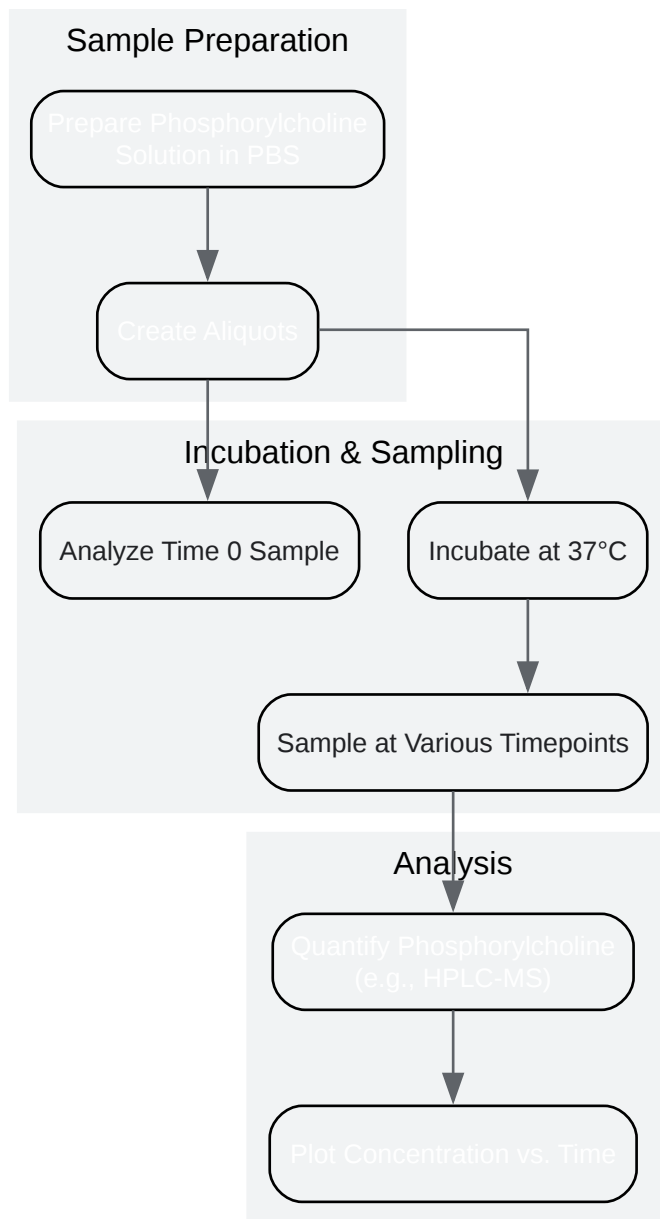 Sample Preparation
Prepare Phosphorylcholine
Solution in PBS
Create Aliquots
Incubation & Sampling
Analyze Time 0 Sample
Incubate at 37°C
Sample at Various Timepoints
Analysis
Quantify Phosphorylcholine
(e.g., HPLC-MS)
Plot Concentration vs. Time